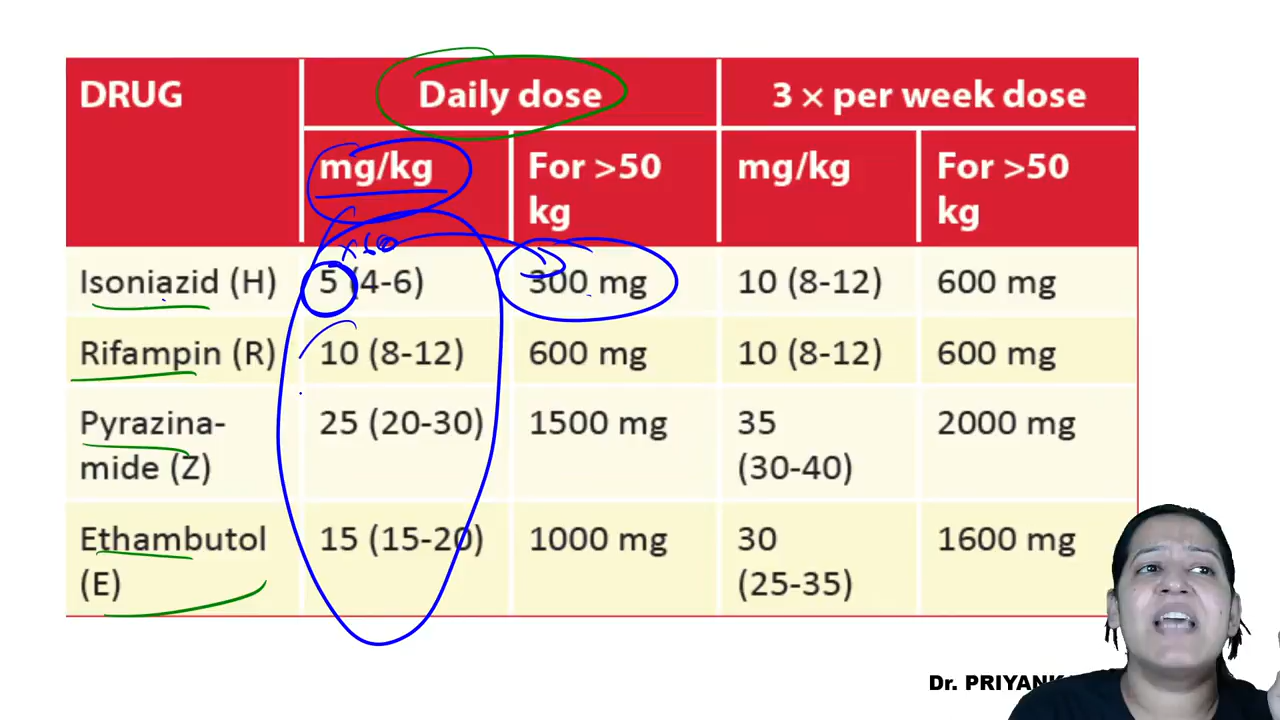 DRUG Daily dose 3 × per week dose
mg/kg For >50 mg/kg For >50
kg kg
×60
Isoniazid (H) 5 (4-6) 300 mg 10 (8-12) 600 mg
Rifampin (R) 10 (8-12) 600 mg 10 (8-12) 600 mg
Pyrazina- 25 (20-30) 1500 mg 35 2000 mg
mide (Z) (30-40)
Ethambutol 15 (15-20) 1000 mg 30 1600 mg
(E) (25-35)
Dr. PRIYANK